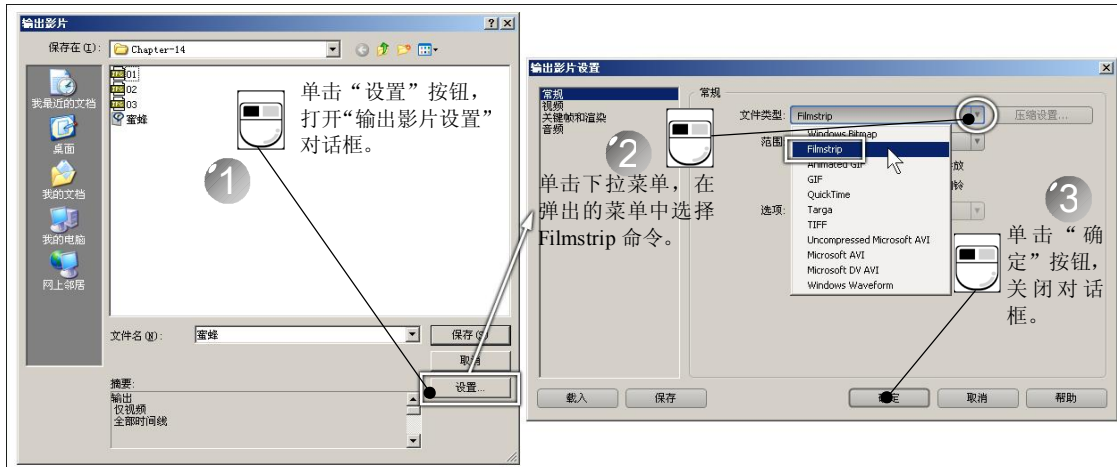 输出影片
保存在(I):
Chapter-14
我最近的文档
桌面
我的文档
我的电脑
网上邻居
01
02
03
蜜蜂
单击“设置”按钮，
打开“输出影片设置”
对话框。
1
文件名(N):
蜜蜂
保存(S)
取消
设置...
摘要:
输出
仅视频
全部时间线
输出影片设置
常规
视频
关键帧和渲染
音频
2
单击下拉菜单，在
弹出的菜单中选择
Filmstrip 命令。
常规
文件类型:
Filmstrip
压缩设置...
范围
选项:
Windows Bitmap
Filmstrip
Animated GIF
GIF
QuickTime
Targa
TIFF
Uncompressed Microsoft AVI
Microsoft AVI
Microsoft DV AVI
Windows Waveform
放
铃
3
单击“确
定”按钮，
关闭对话
框。
载入
保存
确定
取消
帮助